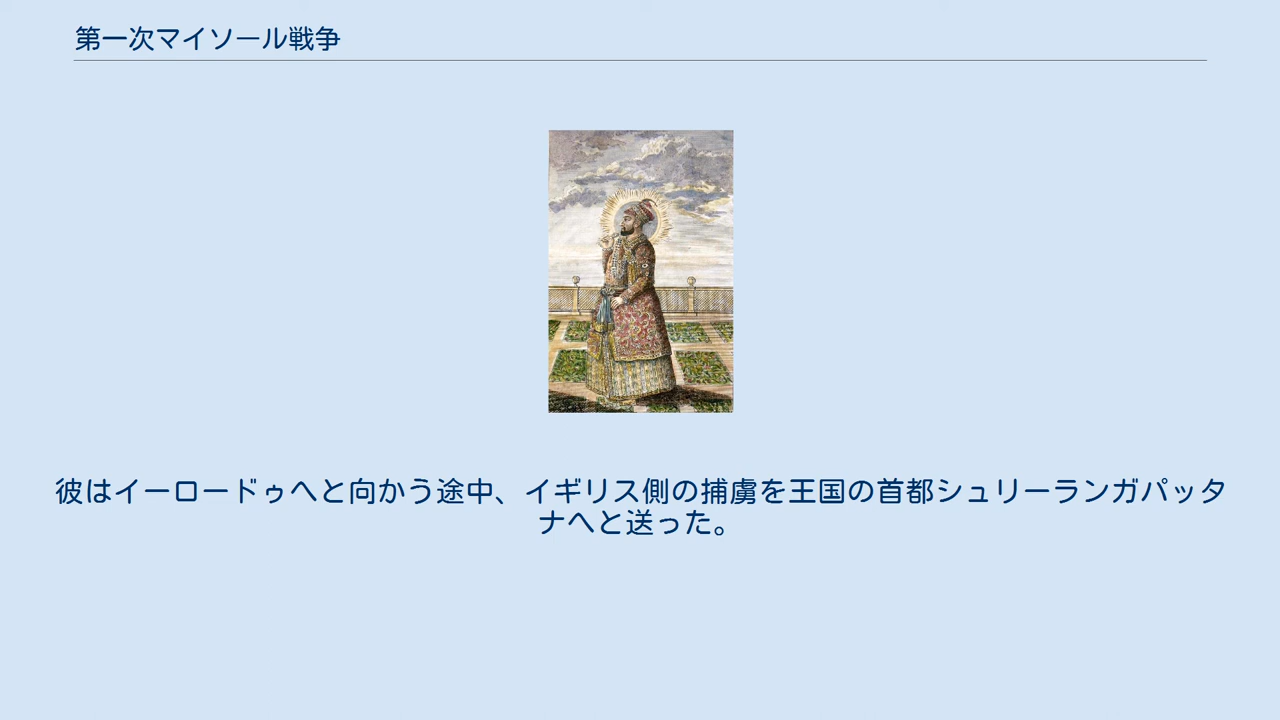 第一次マイソール戦争
彼はイーロードゥへと向かう途中、イギリス側の捕虜を王国の首都シュリーランガパッタ
ナへと送った。